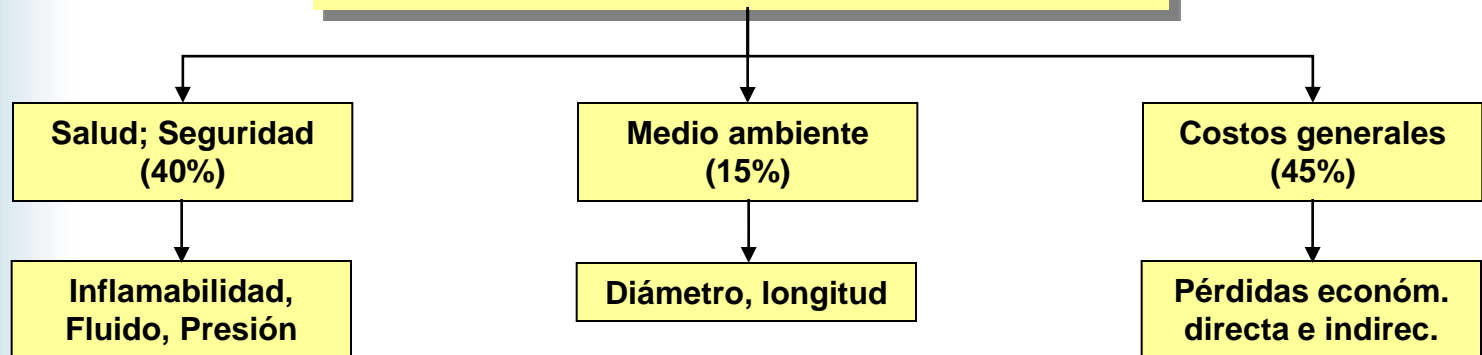 Salud; Seguridad
(40%)
Medio ambiente
(15%)
Costos generales
(45%)
Inflamabilidad,
Fluido, Presión
Diámetro, longitud
Pérdidas económ.
directa e indirec.